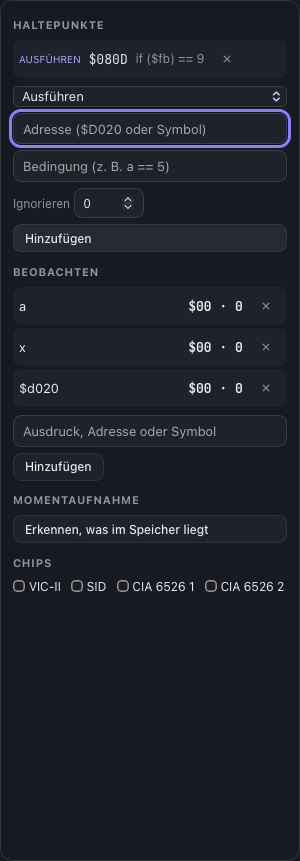 HALTEPUNKTE
AUSFÜHREN $080D if ($fb) == 9 ×
Ausführen
Adresse ($D020 oder Symbol)
Bedingung (z. B. a == 5)
Ignorieren 0
Hinzufügen
BEOBACHTEN
a $00 · 0 ×
x $00 · 0 ×
$d020 $00 · 0 ×
Ausdruck, Adresse oder Symbol
Hinzufügen
MOMENTAUFNAHME
Erkennen, was im Speicher liegt
CHIPS
VIC-II SID CIA 6526 1 CIA 6526 2